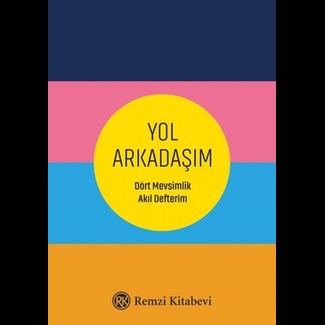 YOL
ARKADAŞIM
Dört Mevsimlik
Akıl Defterim
RK Remzi Kitabevi